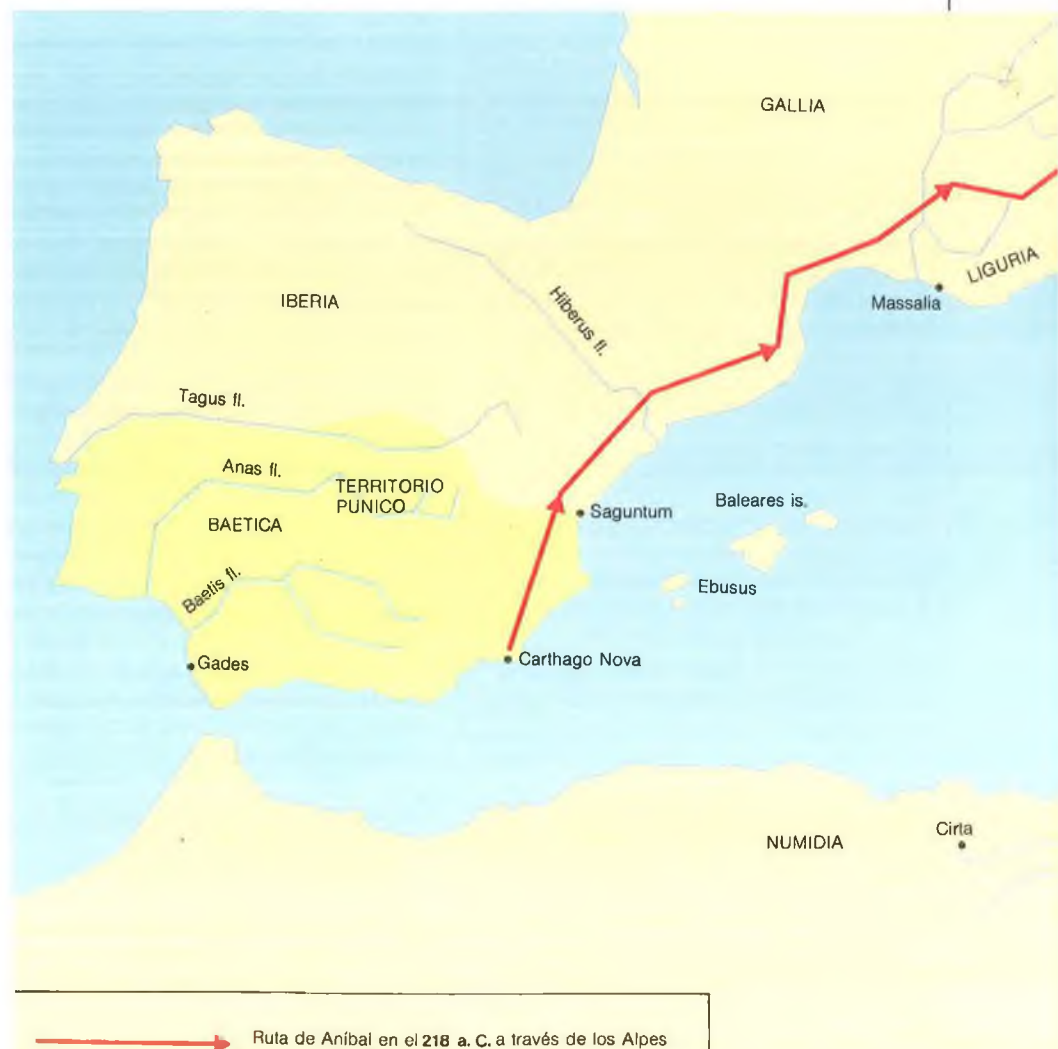 GALLIA
LIGURIA
Massalia
IBERIA
Hiberus fl.
Tagus fl.
Anas fl.
TERRITORIO
PUNICO
BAETICA
Baetis fl.
Saguntum
Baleares is.
Ebusus
Gades
Carthago Nova
NUMIDIA
Cirta
Ruta de Aníbal en el 218 a. C. a través de los Alpes